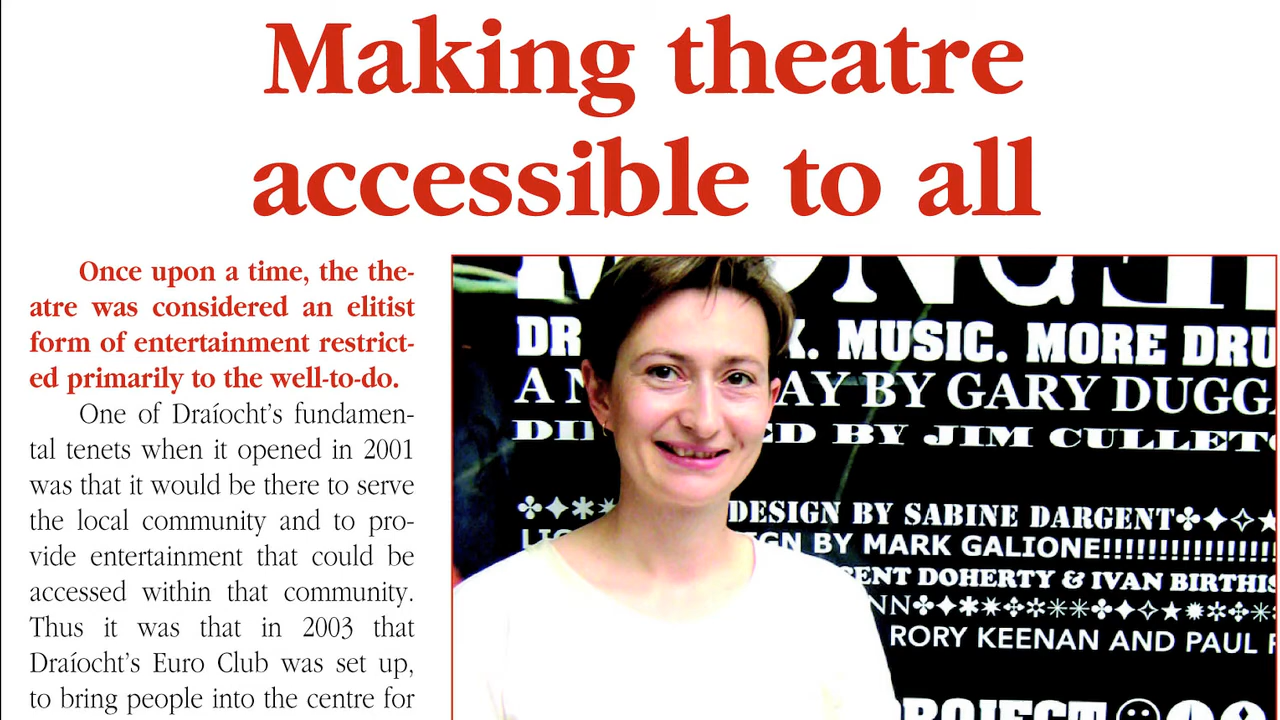 Making theatre
accessible to all
Once upon a time, the the-
atre was considered an elitist
form of entertainment restrict-
ed primarily to the well-to-do.
One of Draíocht's fundamen-
tal tenets when it opened in 2001
was that it would be there to serve
the local community and to pro-
vide entertainment that could be
accessed within that community.
Thus it was that in 2003 that
Draíocht's Euro Club was set up,
to bring people into the centre for
MUSIC. MORE
BY GARY
BY JIM
DESIGN BY SABINE DARGENT
BY MARK GALIONE!!!!!!!!!!!!!!!!!
DOHERTY & IVAN
RORY KEENAN AND PAUL